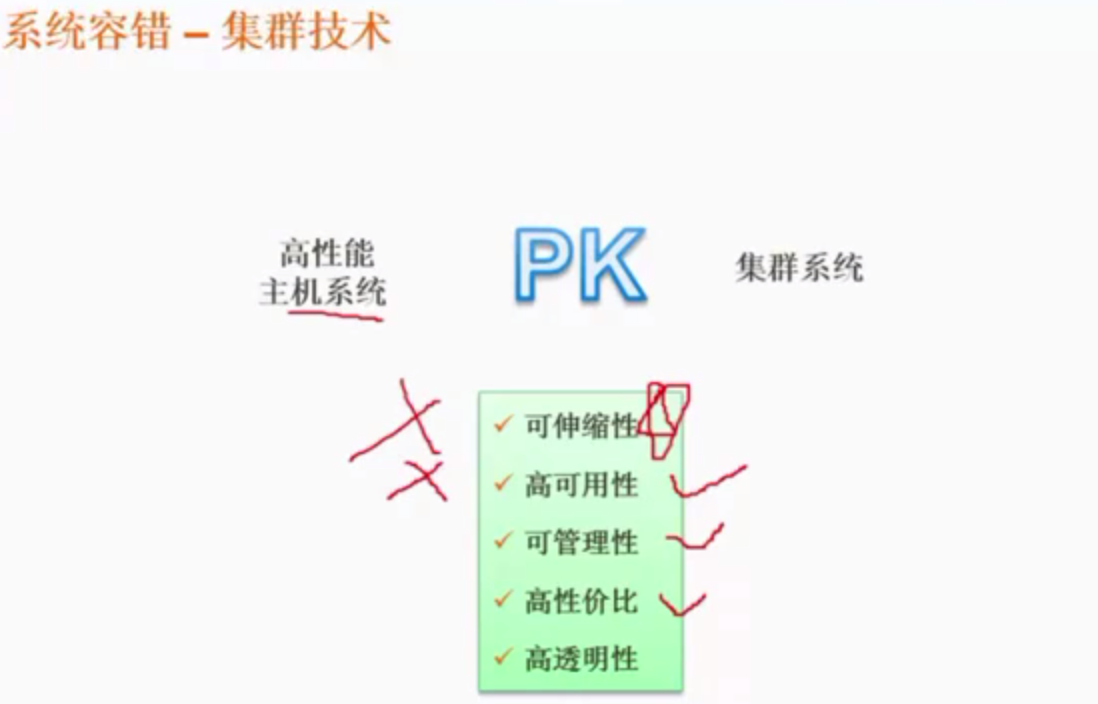 系统容错 – 集群技术
高性能
主机系统
PK
集群系统
可伸缩性
高可用性
可管理性
高性价比
高透明性